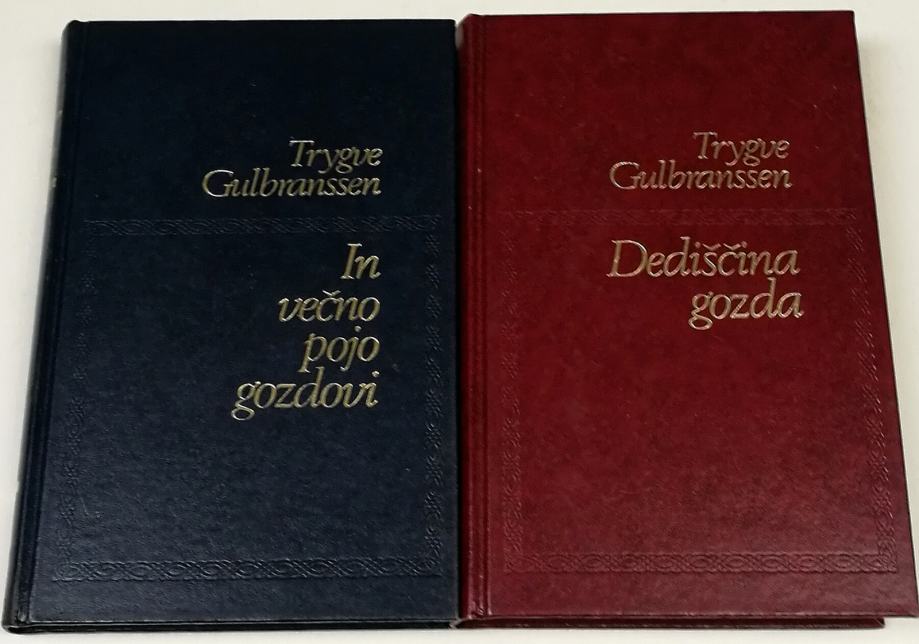 Trygve
Gulbranssen
In
večno
pojo
gozdovi
Trygve
Gulbranssen
Dediščina
gozda